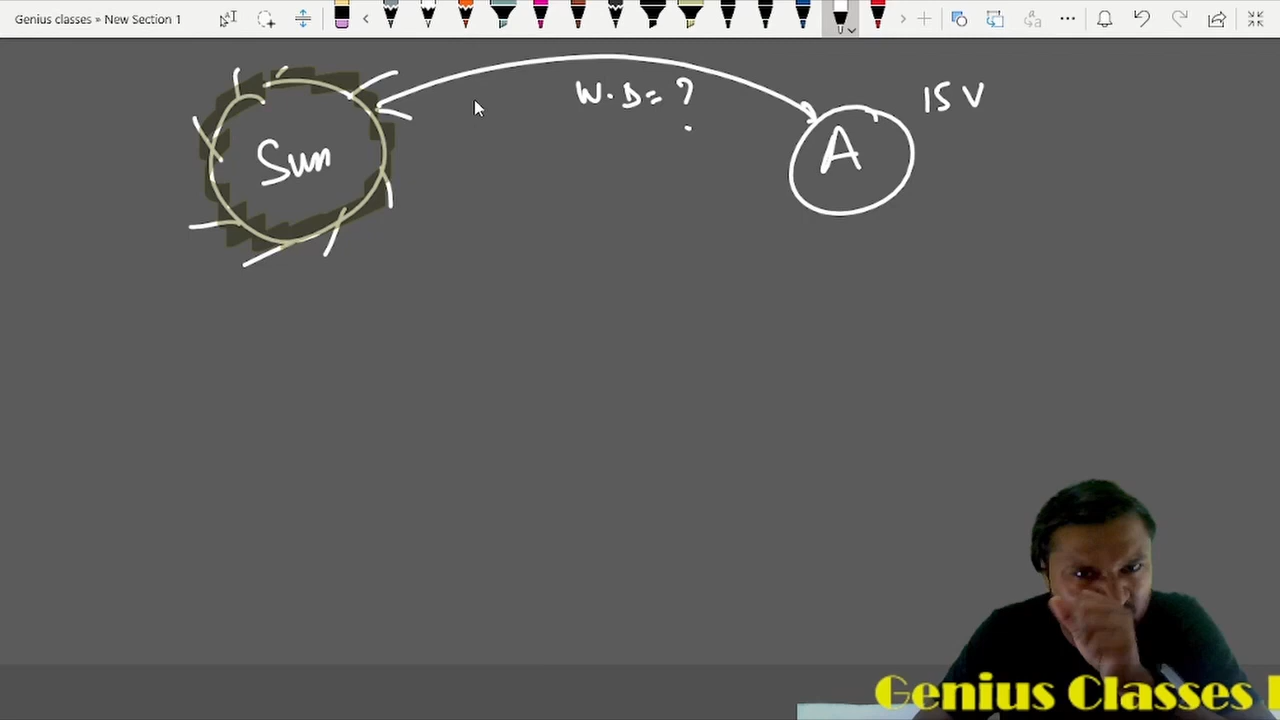 Genius classes » New Section 1
W.D = ?
15 V
Sun
A
Genius Classes